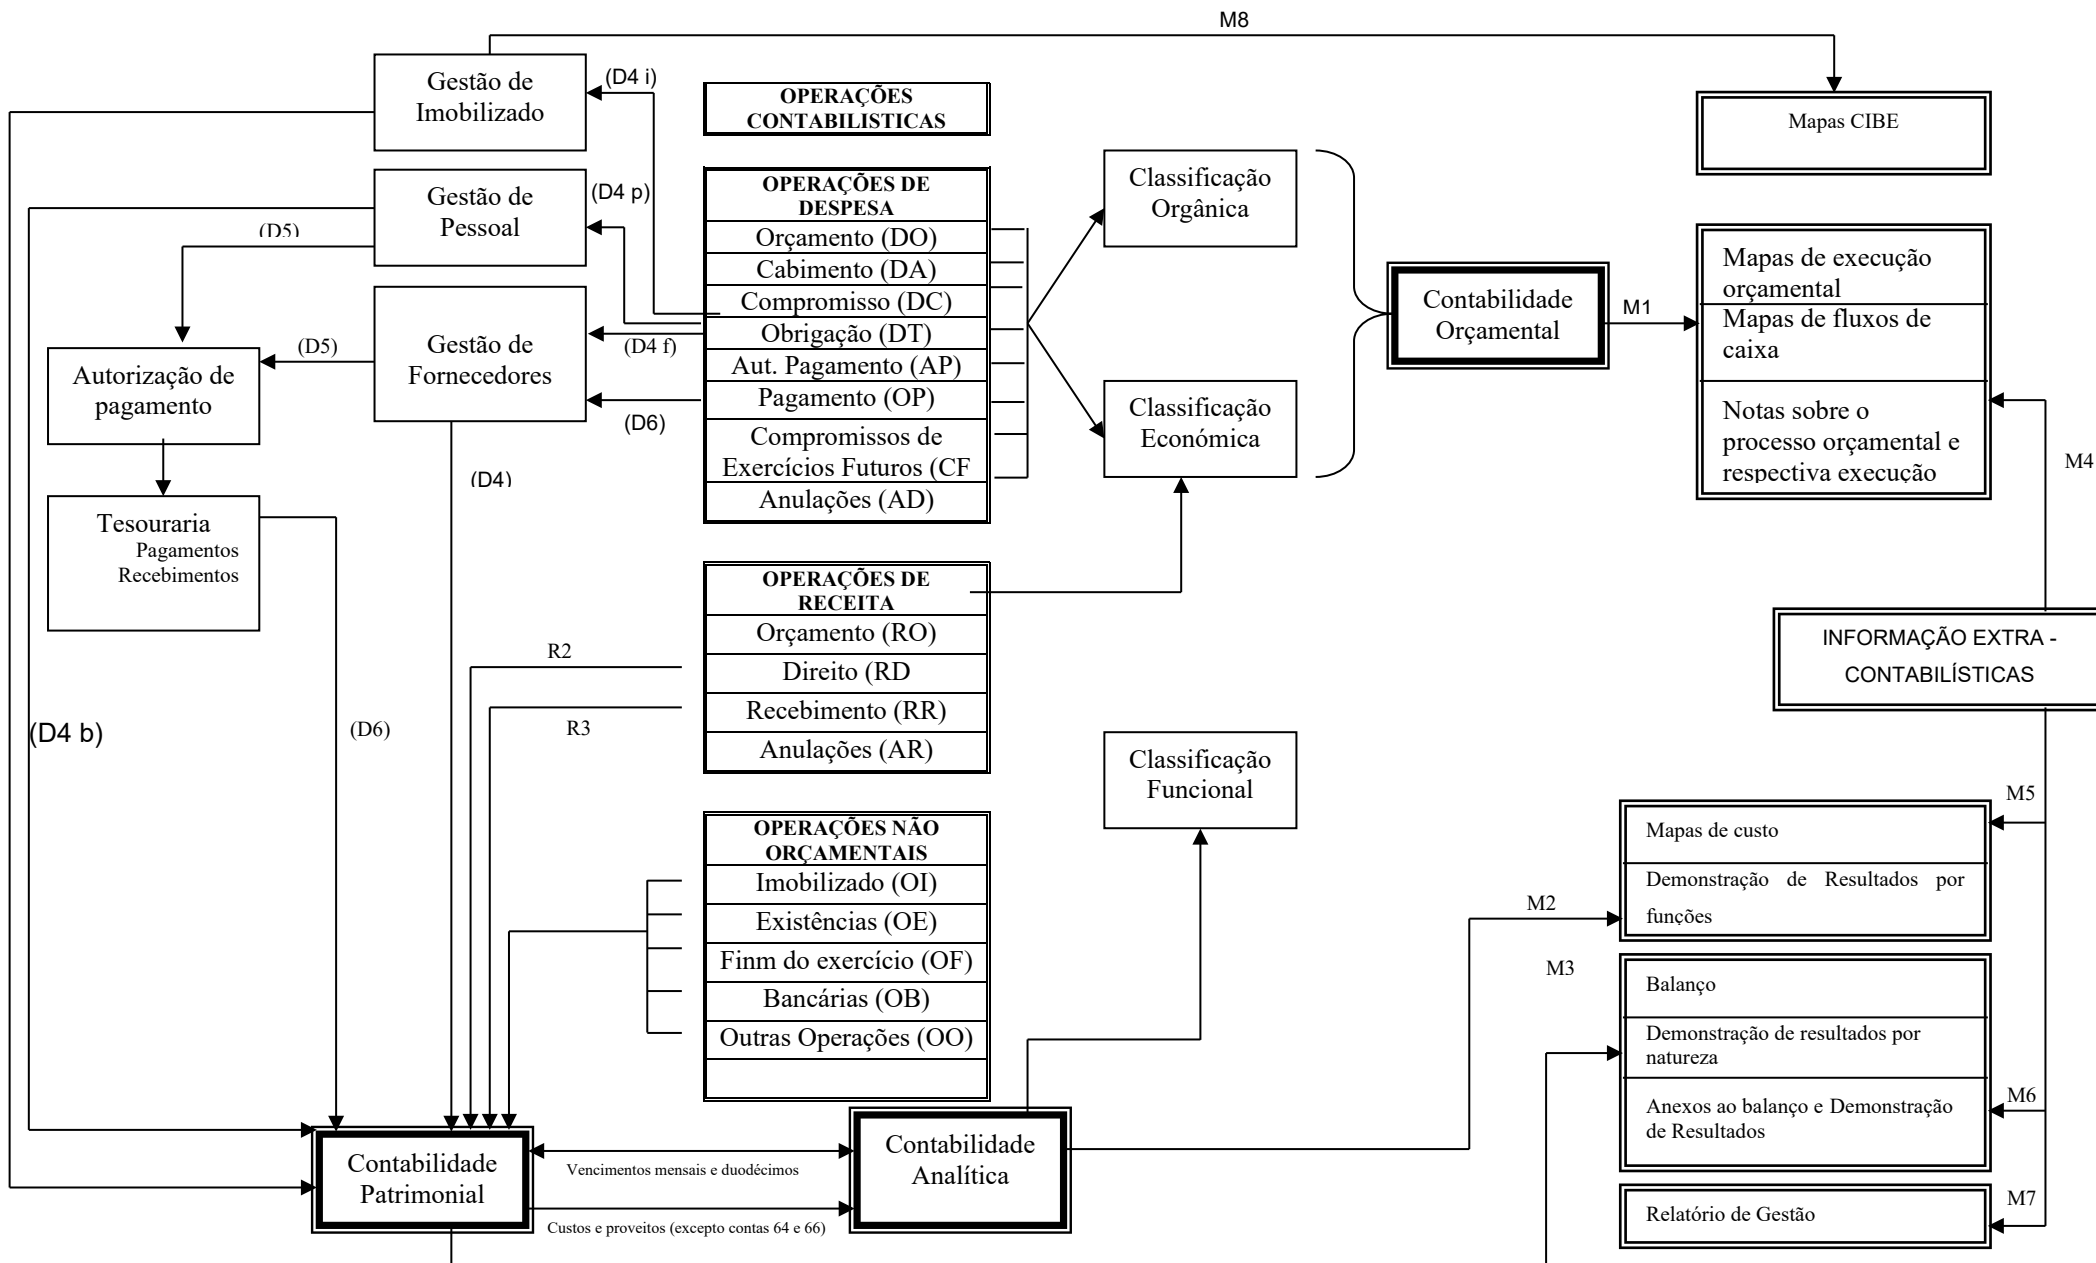 M8
Gestão de
Imobilizado
(D4 i)
OPERAÇÕES
CONTABILISTICAS
Mapas CIBE
Gestão de
Pessoal
(D4 p)
(D5)
OPERAÇÕES DE
DESPESA
Orçamento (DO)
Cabimento (DA)
Compromisso (DC)
Obrigação (DT)
Aut. Pagamento (AP)
Pagamento (OP)
Compromissos de
Exercícios Futuros (CF
Anulações (AD)
Classificação
Orgânica
Classificação
Económica
Contabilidade
Orçamental
M1
Mapas de execução
orçamental
Mapas de fluxos de
caixa
Notas sobre o
processo orçamental e
respectiva execução
M4
Gestão de
Fornecedores
(D4 f)
(D6)
(D5)
Autorização de
pagamento
(D4)
Tesouraria
Pagamentos
Recebimentos
OPERAÇÕES DE
RECEITA
Orçamento (RO)
Direito (RD
Recebimento (RR)
Anulações (AR)
R2
R3
(D4 b)
(D6)
INFORMAÇÃO EXTRA -
CONTABILÍSTICAS
Classificação
Funcional
OPERAÇÕES NÃO
ORÇAMENTAIS
Imobilizado (OI)
Existências (OE)
Finm do exercício (OF)
Bancárias (OB)
Outras Operações (OO)
M5
Mapas de custo
Demonstração de Resultados por
funções
M2
M3
Balanço
Demonstração de resultados por
natureza
Anexos ao balanço e Demonstração
de Resultados
M6
M7
Relatório de Gestão
Contabilidade
Patrimonial
Vencimentos mensais e duodécimos
Custos e proveitos (excepto contas 64 e 66)
Contabilidade
Analítica